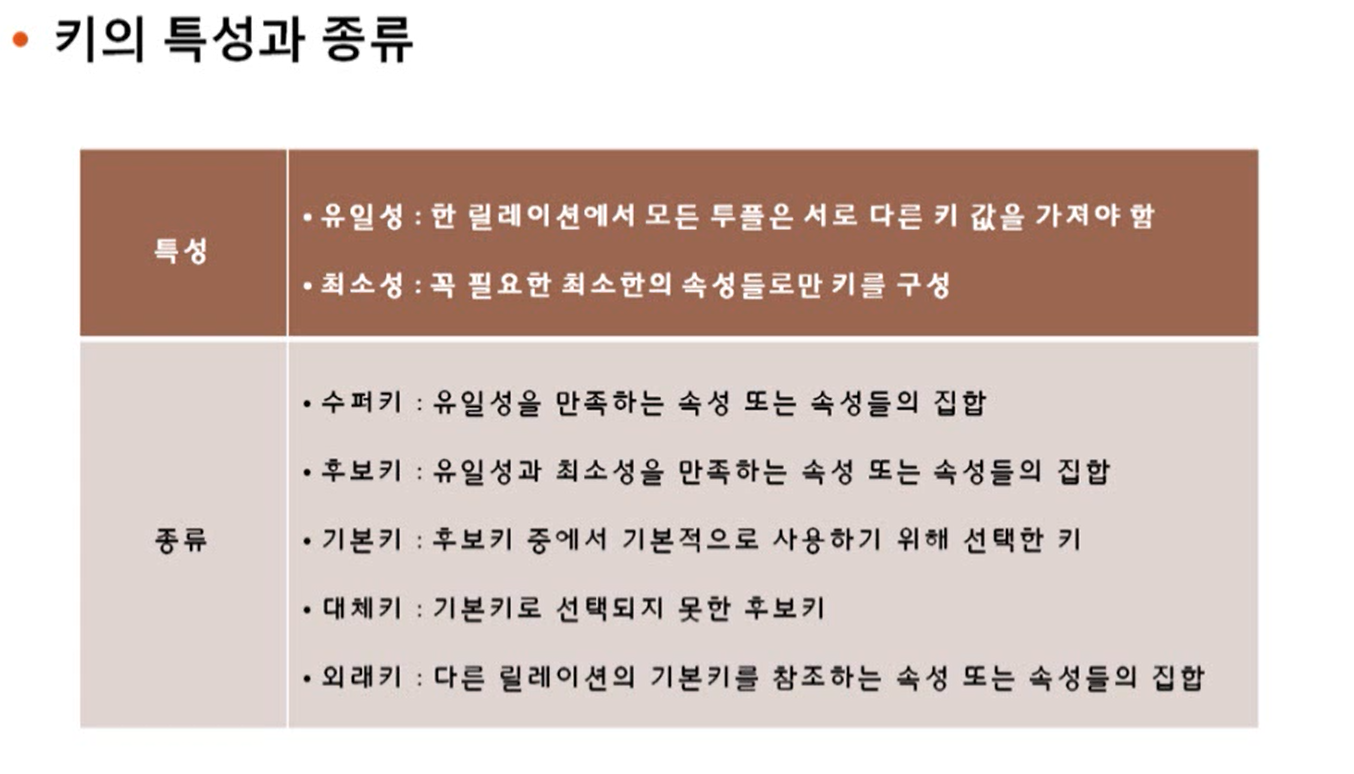 • 키의 특성과 종류
특성
• 유일성 : 한 릴레이션에서 모든 투플은 서로 다른 키 값을 가져야 함
• 최소성 : 꼭 필요한 최소한의 속성들로만 키를 구성
종류
• 수퍼키 : 유일성을 만족하는 속성 또는 속성들의 집합
• 후보키 : 유일성과 최소성을 만족하는 속성 또는 속성들의 집합
• 기본키 : 후보키 중에서 기본적으로 사용하기 위해 선택한 키
• 대체키 : 기본키로 선택되지 못한 후보키
• 외래키 : 다른 릴레이션의 기본키를 참조하는 속성 또는 속성들의 집합